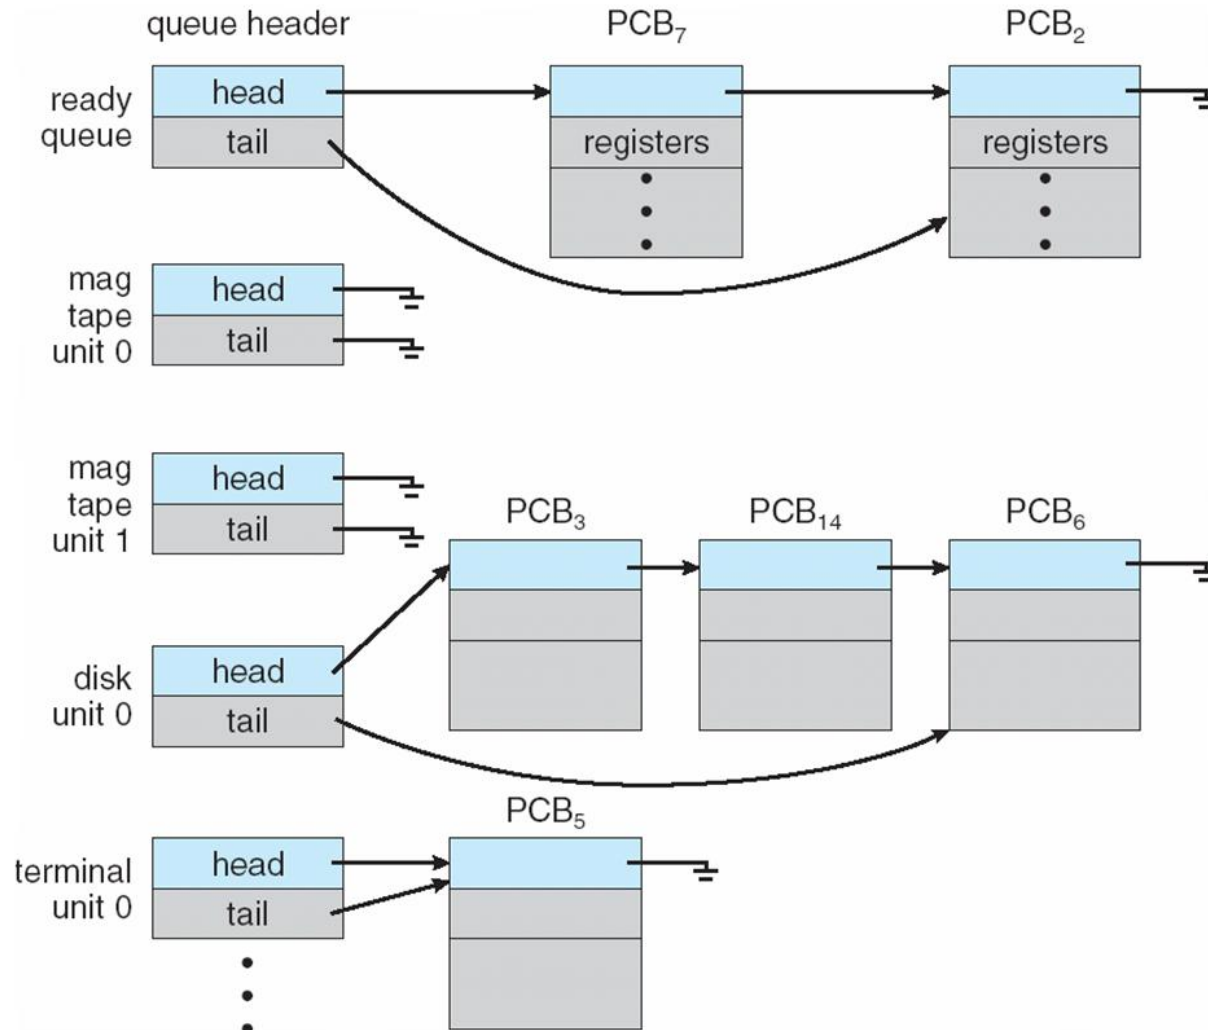 queue header
PCB₇
PCB₂
ready
queue
head
tail
registers
registers
mag
tape
unit 0
head
tail
mag
tape
unit 1
head
tail
PCB₃
PCB₁₄
PCB₆
disk
unit 0
head
tail
PCB₅
terminal
unit 0
head
tail